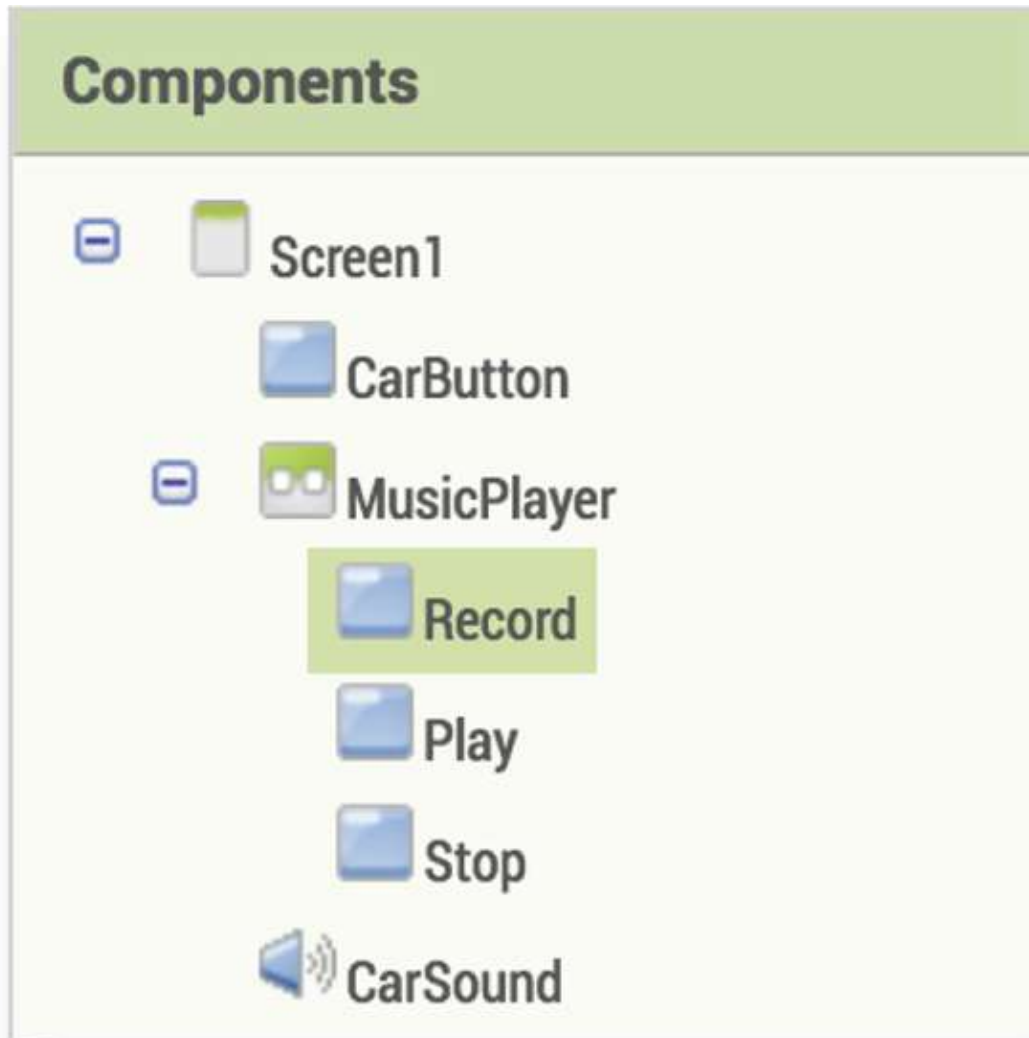 Components
Screen1
CarButton
MusicPlayer
Record
Play
Stop
CarSound